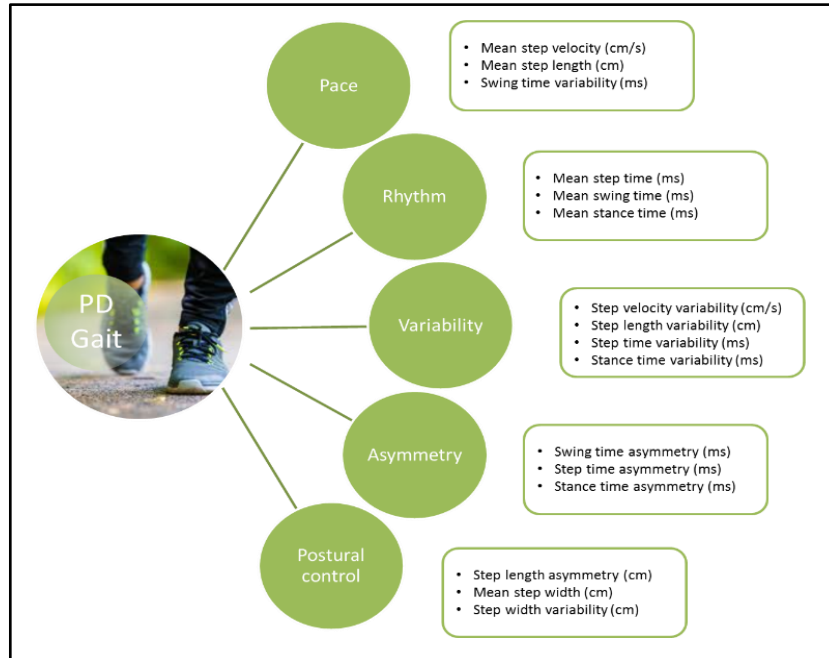 Pace
• Mean step velocity (cm/s)
• Mean step length (cm)
• Swing time variability (ms)
Rhythm
• Mean step time (ms)
• Mean swing time (ms)
• Mean stance time (ms)
PD
Gait
Variability
• Step velocity variability (cm/s)
• Step length variability (cm)
• Step time variability (ms)
• Stance time variability (ms)
Asymmetry
• Swing time asymmetry (ms)
• Step time asymmetry (ms)
• Stance time asymmetry (ms)
Postural
control
• Step length asymmetry (cm)
• Mean step width (cm)
• Step width variability (cm)